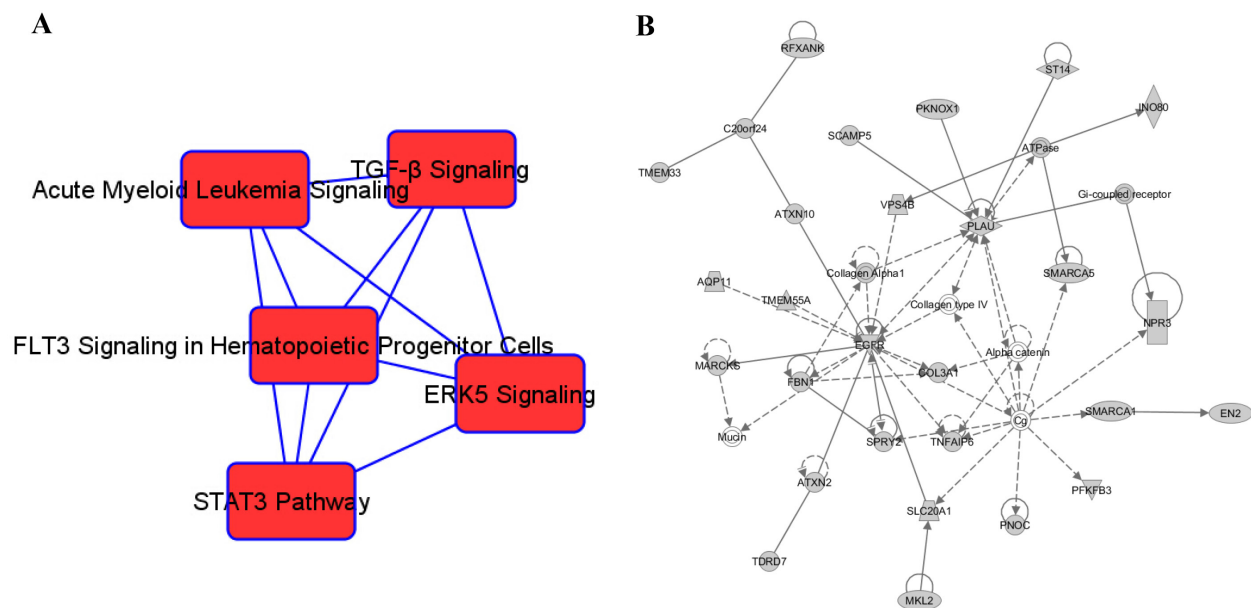 A
B
TGF-β Signaling
Acute Myeloid Leukemia Signaling
FLT3 Signaling in Hematopoietic Progenitor Cells
ERK5 Signaling
STAT3 Pathway
RFXANK
ST14
INO80
PKNOX1
C20orf24
SCAMP5
ATPase
TMEM33
Gi-coupled receptor
VPS4B
ATXN10
PLAU
Collagen Alpha1
SMARCA5
AQP11
TMEM55A
Collagen type IV
NPR3
EGFR
Alpha catenin
MARCKS
FBN1
COL3A1
SMARCA1
EN2
Cg
Mucin
SPRY2
TNFAIP6
ATXN2
PFKFB3
SLC20A1
PNOC
TDRD7
MKL2